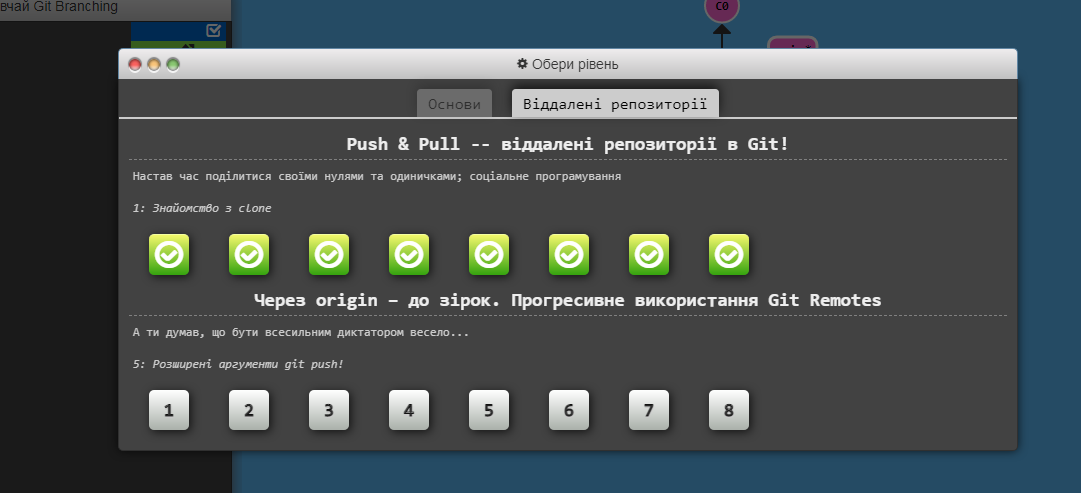 вчай Git Branching
C0
Обери рівень
Основи
Віддалені репозиторії
Push & Pull -- віддалені репозиторії в Git!
Настав час поділитися своїми нулями та одиничками; соціальне програмування
1: Знайомство з clone
Через origin – до зірок. Прогресивне використання Git Remotes
А ти думав, що бути всесильним диктатором весело...
5: Розширені аргументи git push!
1 2 3 4 5 6 7 8